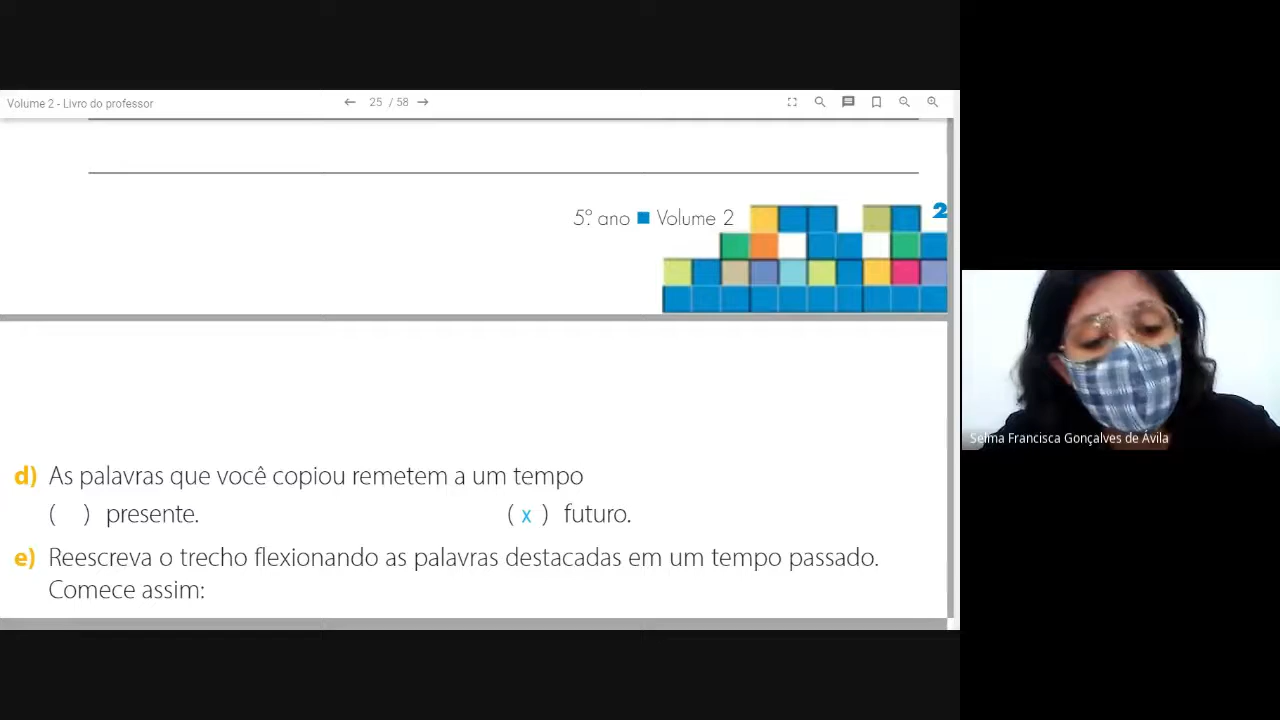 Volume 2 - Livro do professor
25 / 58
5º. ano ■ Volume 2
2
d) As palavras que você copiou remetem a um tempo
( ) presente. ( x ) futuro.
e) Reescreva o trecho flexionando as palavras destacadas em um tempo passado.
Comece assim:
Selma Francisca Gonçalves de Ávila